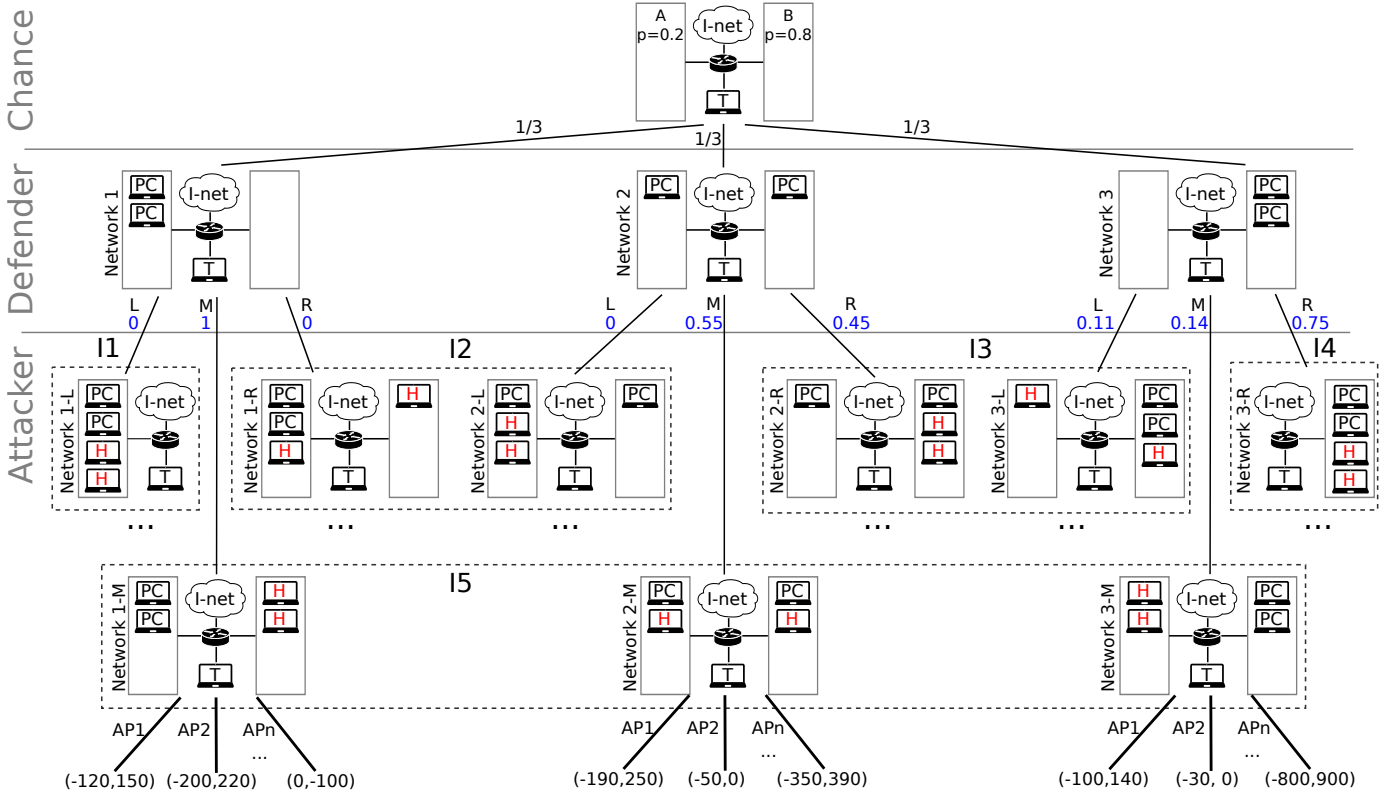 Chance
A
p=0.2
I-net
B
p=0.8
T
1/3
1/3
1/3
Defender
Network 1
PC
PC
I-net
T
Network 2
PC
I-net
T
PC
Network 3
I-net
T
PC
PC
L
0
M
1
R
0
L
0
M
0.55
R
0.45
L
0.11
M
0.14
R
0.75
Attacker
I1
Network 1-L
PC
PC
H
H
I-net
T
...
I2
Network 1-R
PC
PC
H
I-net
T
H
...
Network 2-L
PC
H
H
I-net
T
PC
...
I3
Network 2-R
PC
I-net
T
PC
H
H
...
Network 3-L
H
I-net
T
PC
PC
H
...
I4
Network 3-R
I-net
T
PC
PC
H
H
...
I5
Network 1-M
PC
PC
I-net
T
H
H
Network 2-M
PC
H
I-net
T
PC
H
Network 3-M
H
H
I-net
T
PC
PC
AP1 AP2 APn
...
(-120,150) (-200,220) (0,-100)
AP1 AP2 APn
...
(-190,250) (-50,0) (-350,390)
AP1 AP2 APn
...
(-100,140) (-30, 0) (-800,900)